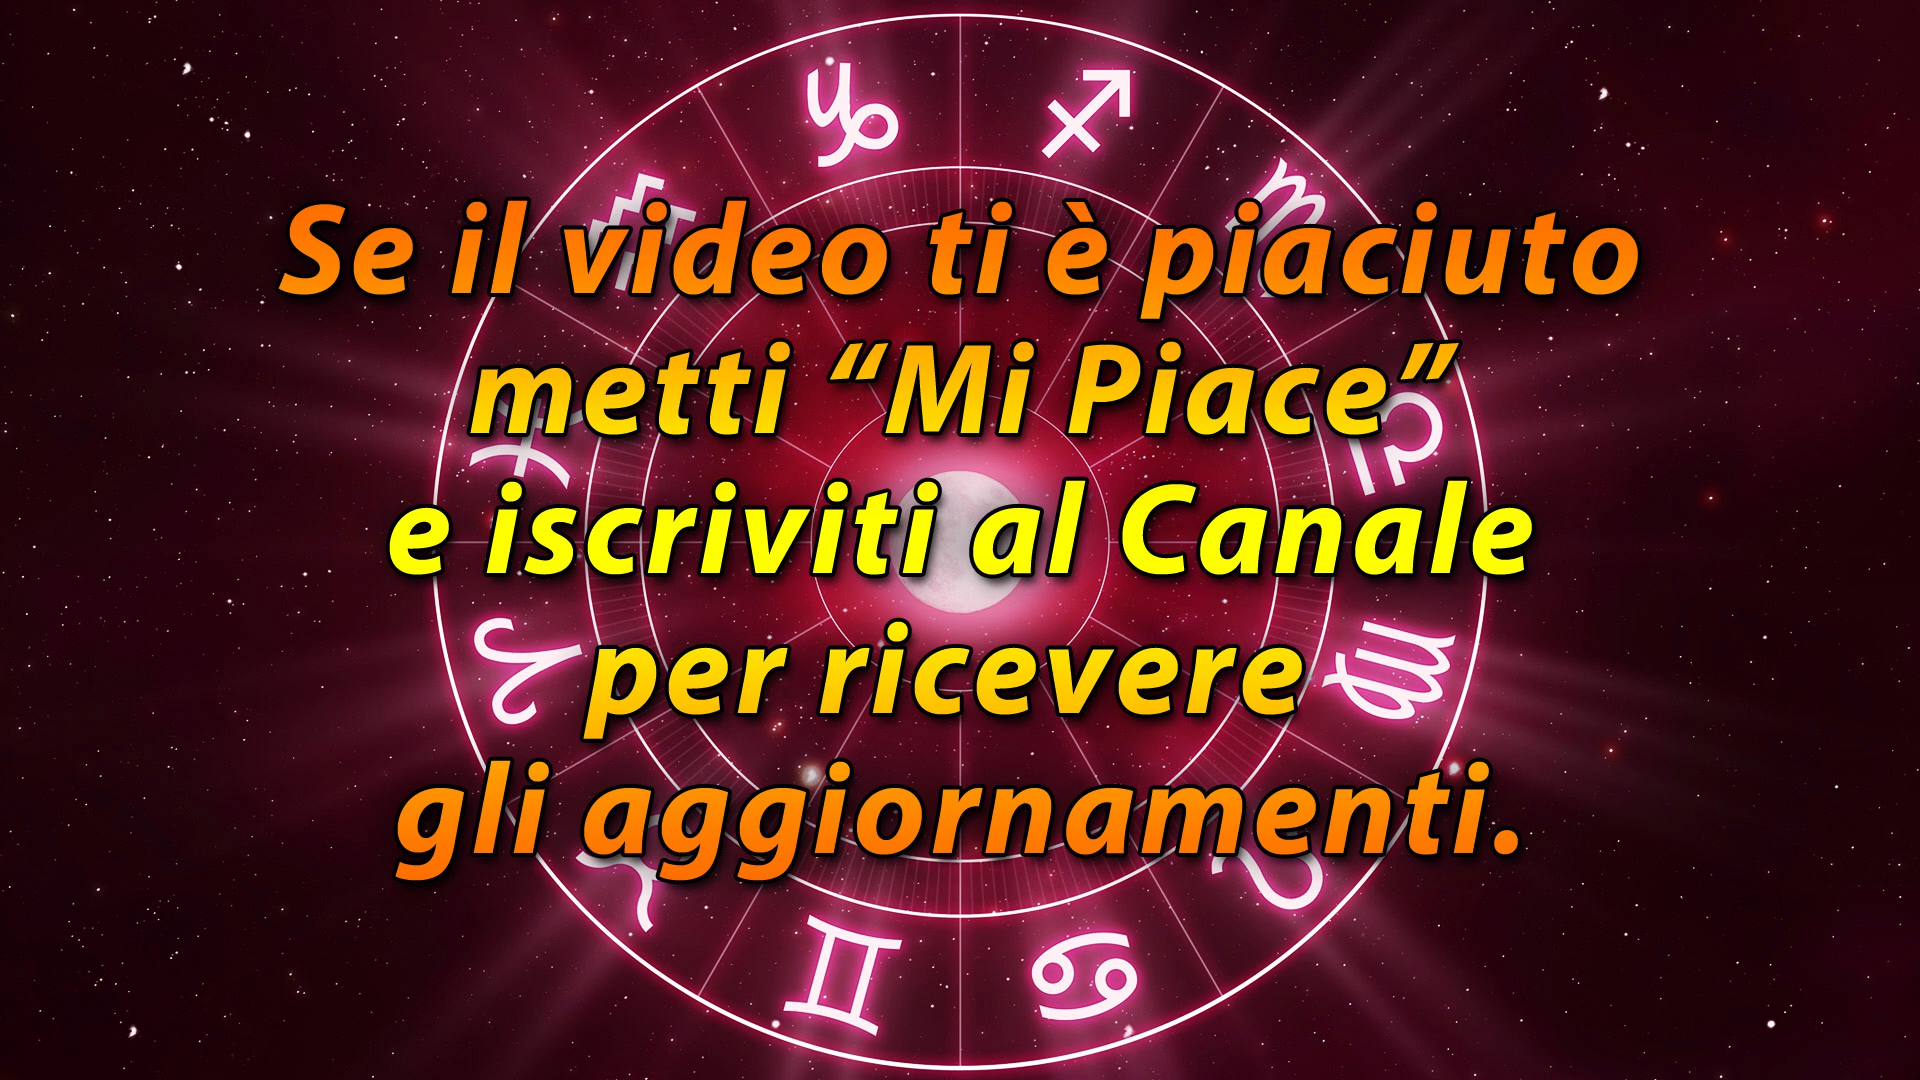 Se il video ti è piaciuto
metti “Mi Piace”
e iscriviti al Canale
per ricevere
gli aggiornamenti.